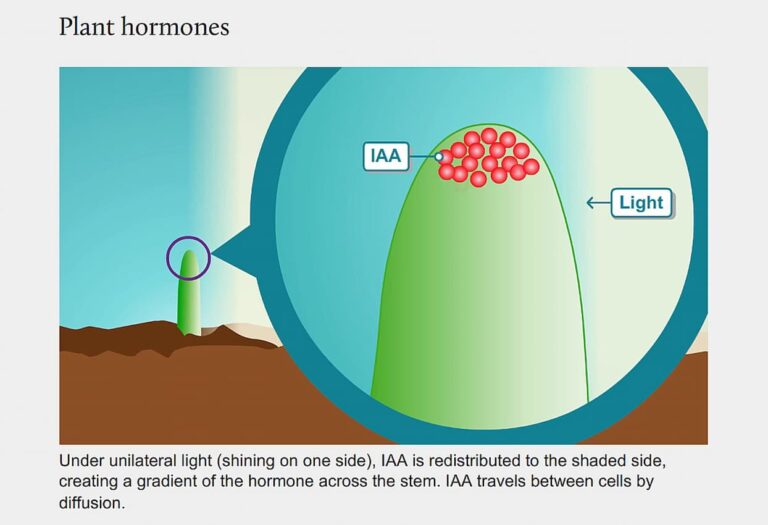 Plant hormones
IAA
Light
Under unilateral light (shining on one side), IAA is redistributed to the shaded side,
creating a gradient of the hormone across the stem. IAA travels between cells by
diffusion.